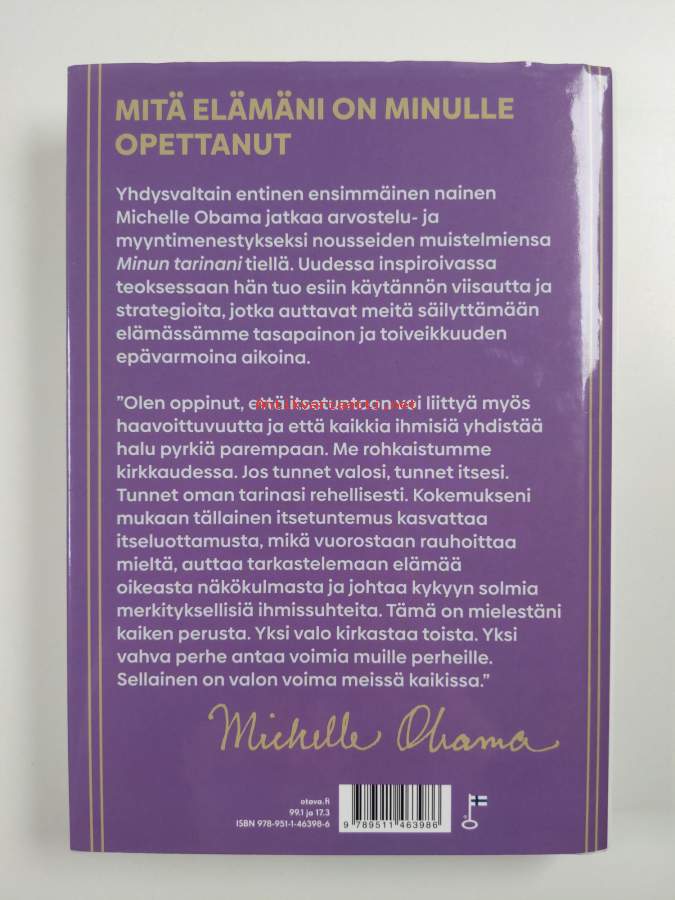 MITÄ ELÄMÄNI ON MINULLE
OPETTANUT
Yhdysvaltain entinen ensimmäinen nainen
Michelle Obama jatkaa arvostelu- ja
myyntimenestykseksi nousseiden muistelmiensa
Minun tarinani tiellä. Uudessa inspiroivassa
teoksessaan hän tuo esiin käytännön viisautta ja
strategioita, jotka auttavat meitä säilyttämään
elämässämme tasapainon ja toiveikkuuden
epävarmoina aikoina.
”Olen oppinut, että itsetuntoon voi liittyä myös
Antikvariaatti.net
haavoittuvuutta ja että kaikkia ihmisiä yhdistää
halu pyrkiä parempaan. Me rohkaistumme
kirkkaudessa. Jos tunnet valosi, tunnet itsesi.
Tunnet oman tarinasi rehellisesti. Kokemukseni
mukaan tällainen itsetuntemus kasvattaa
itseluottamusta, mikä vuorostaan rauhoittaa
mieltä, auttaa tarkastelemaan elämää
oikeasta näkökulmasta ja johtaa kykyyn solmia
merkityksellisiä ihmissuhteita. Tämä on mielestäni
kaiken perusta. Yksi valo kirkastaa toista. Yksi
vahva perhe antaa voimia muille perheille.
Sellainen on valon voima meissä kaikissa.”
Michelle Obama
otava.fi
99.1 ja 17.3
ISBN 978-951-1-46398-6
9 789511 463986